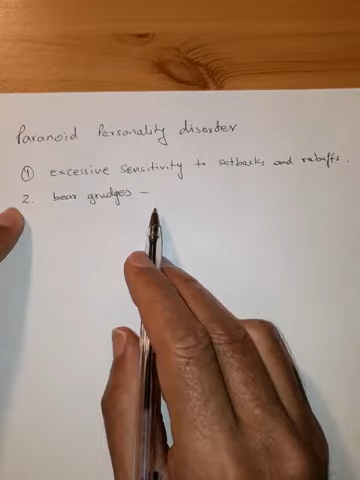 Paranoid Personality disorder
① excessive sensitivity to setbacks and rebuffs.
2. bear grudges –